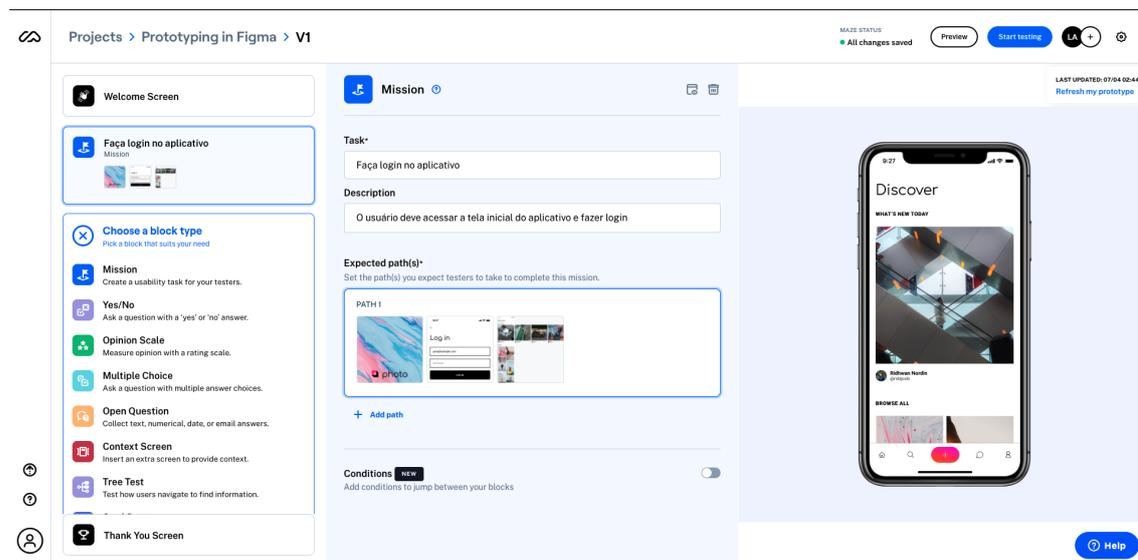 Projects > Prototyping in Figma > V1
MAZE STATUS
All changes saved
Preview
Start testing
LA
+
LAST UPDATED: 07/04 02:44
Refresh my prototype
Welcome Screen
Faça login no aplicativo
Mission
Choose a block type
Pick a block that suits your need
Mission
Create a usability task for your testers.
Yes/No
Ask a question with a 'yes' or 'no' answer.
Opinion Scale
Measure opinion with a rating scale.
Multiple Choice
Ask a question with multiple answer choices.
Open Question
Collect text, numerical, date, or email answers.
Context Screen
Insert an extra screen to provide context.
Tree Test
Test how users navigate to find information.
Thank You Screen
Mission
Task*
Faça login no aplicativo
Description
O usuário deve acessar a tela inicial do aplicativo e fazer login
Expected path(s)*
Set the path(s) you expect testers to take to complete this mission.
PATH 1
photo
Log in
+ Add path
Conditions NEW
Add conditions to jump between your blocks
9:27
Discover
WHAT'S NEW TODAY
Ridhwan Nordin
@ridzjcob
BROWSE ALL
Help